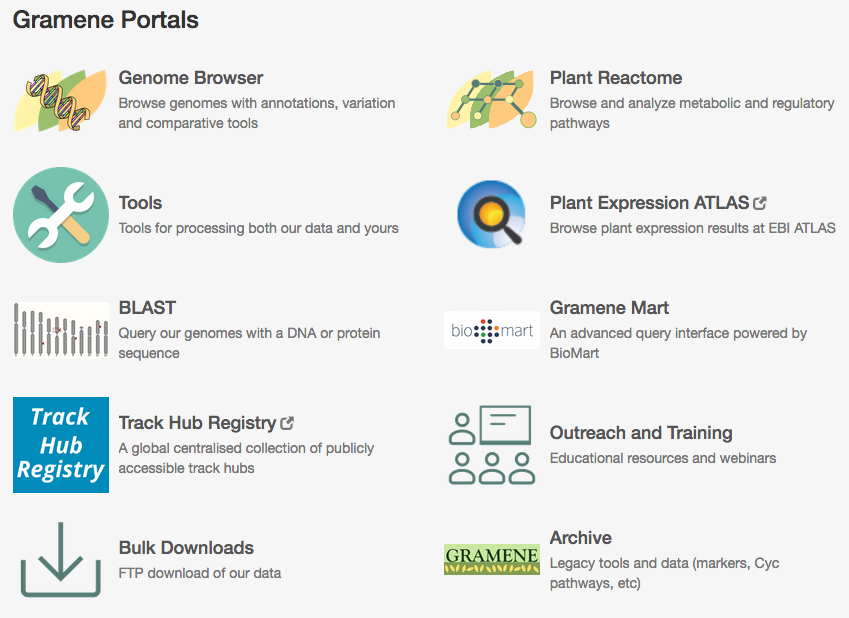 Gramene Portals
Genome Browser
Browse genomes with annotations, variation
and comparative tools
Plant Reactome
Browse and analyze metabolic and regulatory
pathways
Tools
Tools for processing both our data and yours
Plant Expression ATLAS
Browse plant expression results at EBI ATLAS
BLAST
Query our genomes with a DNA or protein
sequence
bio mart
Gramene Mart
An advanced query interface powered by
BioMart
Track
Hub
Registry
Track Hub Registry
A global centralised collection of publicly
accessible track hubs
Outreach and Training
Educational resources and webinars
Bulk Downloads
FTP download of our data
GRAMENE
Archive
Legacy tools and data (markers, Cyc
pathways, etc)